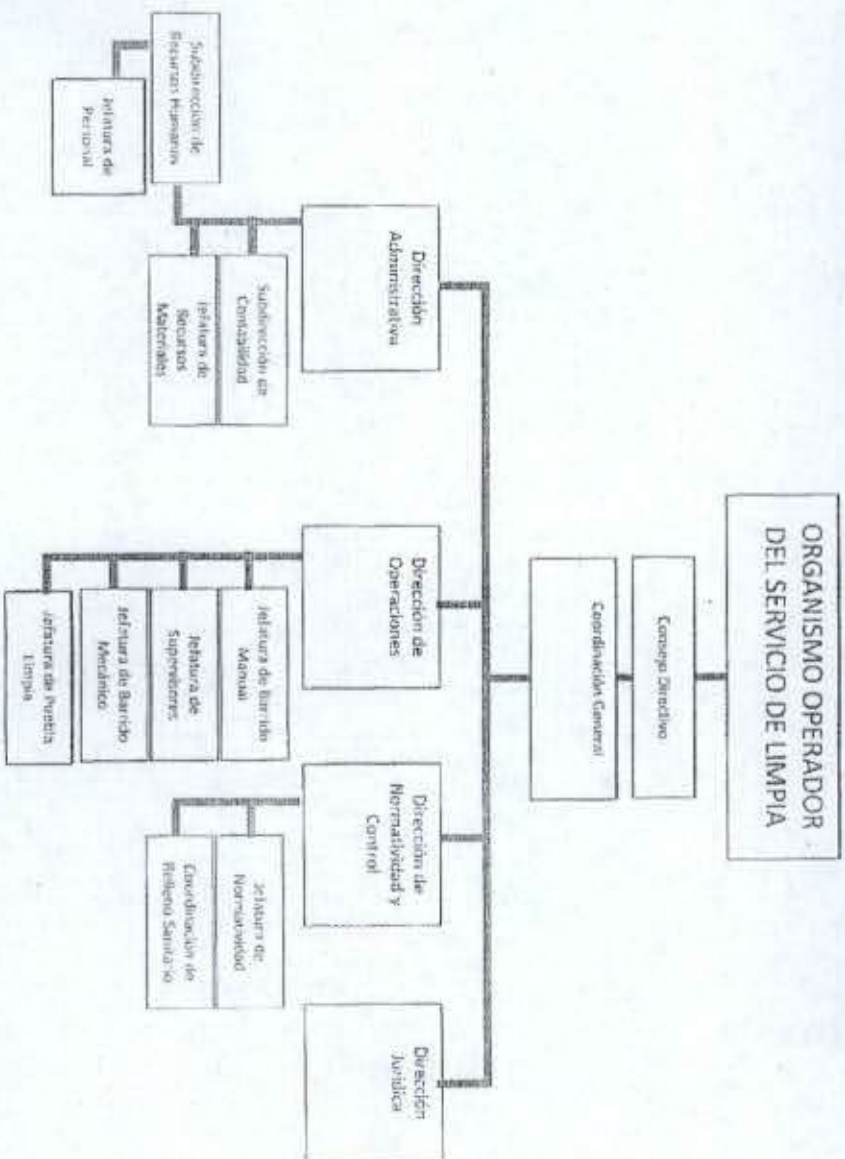 ORGANISMO OPERADOR
DEL SERVICIO DE LIMPIA
Consejo Directivo
Coordinación General
Dirección
Administrativa
Subdirección de
Contabilidad
Jefatura de
Recursos
Materiales
Subdirección de
Recursos Humanos
Jefatura de
Personal
Dirección de
Operaciones
Jefatura de Barrido
Manual
Jefatura de
Supervisores
Jefatura de Barrido
Mecánico
Jefatura de Puebla
Limpia
Dirección de
Normatividad y
Control
Jefatura de
Normatividad
Coordinación de
Relleno Sanitario
Dirección
Jurídica